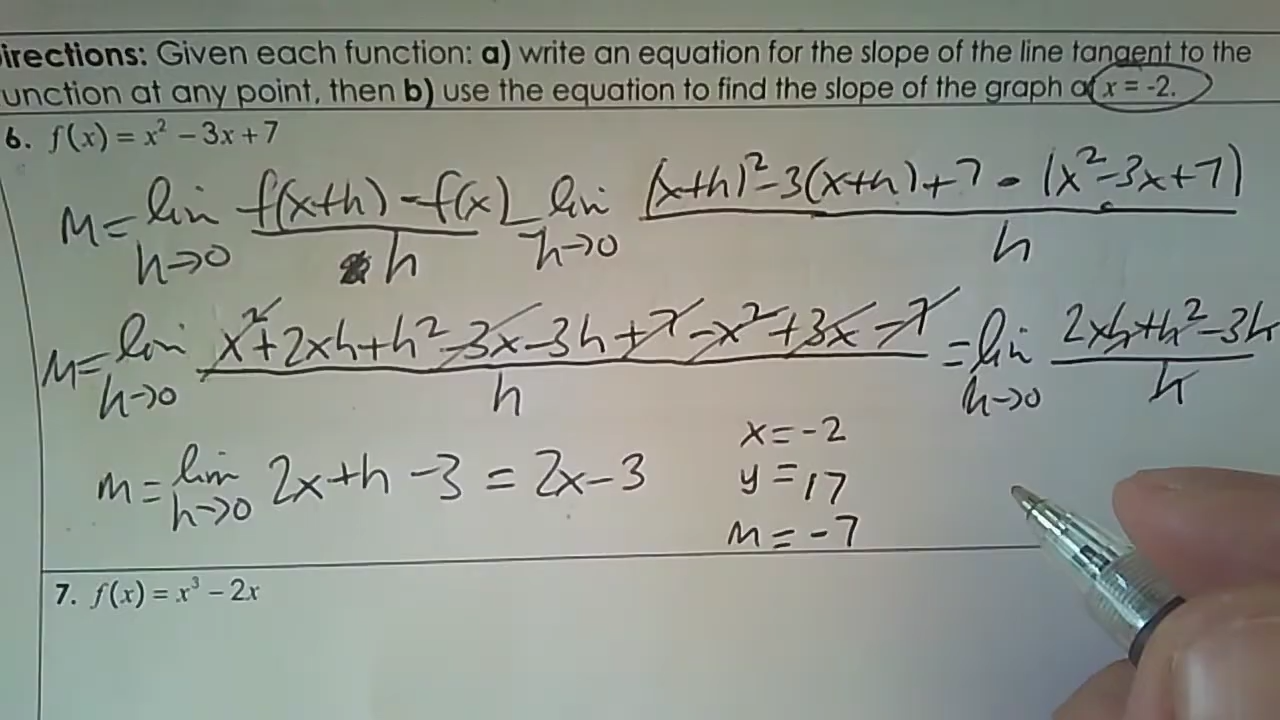 irections: Given each function: a) write an equation for the slope of the line tangent to the
unction at any point, then b) use the equation to find the slope of the graph a x = -2.
6. f(x) = x² − 3x + 7
M = lim h→0 f(x+h) − f(x) / h = lim h→0 (x+h)² − 3(x+h) + 7 − (x² − 3x + 7) / h
M = lim h→0 x² + 2xh + h² − 3x − 3h + 7 − x² + 3x − 7 / h = lim h→0 2xh + h² − 3h / h
m = lim h→0 2x + h − 3 = 2x − 3
x = −2
y = 17
M = −7
7. f(x) = x³ − 2x